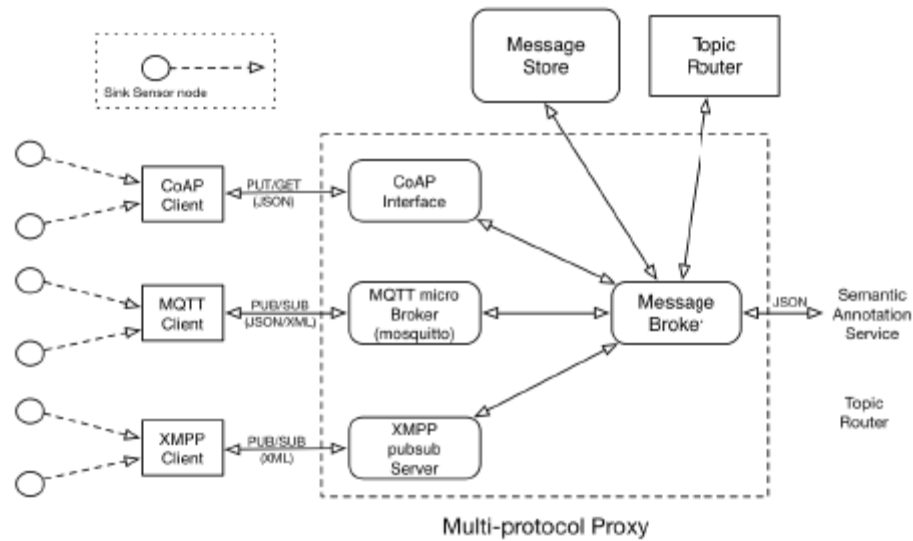 Message
Store
Topic
Router
Sink Sensor node
CoAP
Client
PUT/GET
(JSON)
CoAP
Interface
MQTT
Client
PUB/SUB
(JSON/XML)
MQTT micro
Broker
(mosquitto)
Message
Broker
JSON
Semantic
Annotation
Service
Topic
Router
XMPP
Client
PUB/SUB
(XML)
XMPP
pubsub
Server
Multi-protocol Proxy